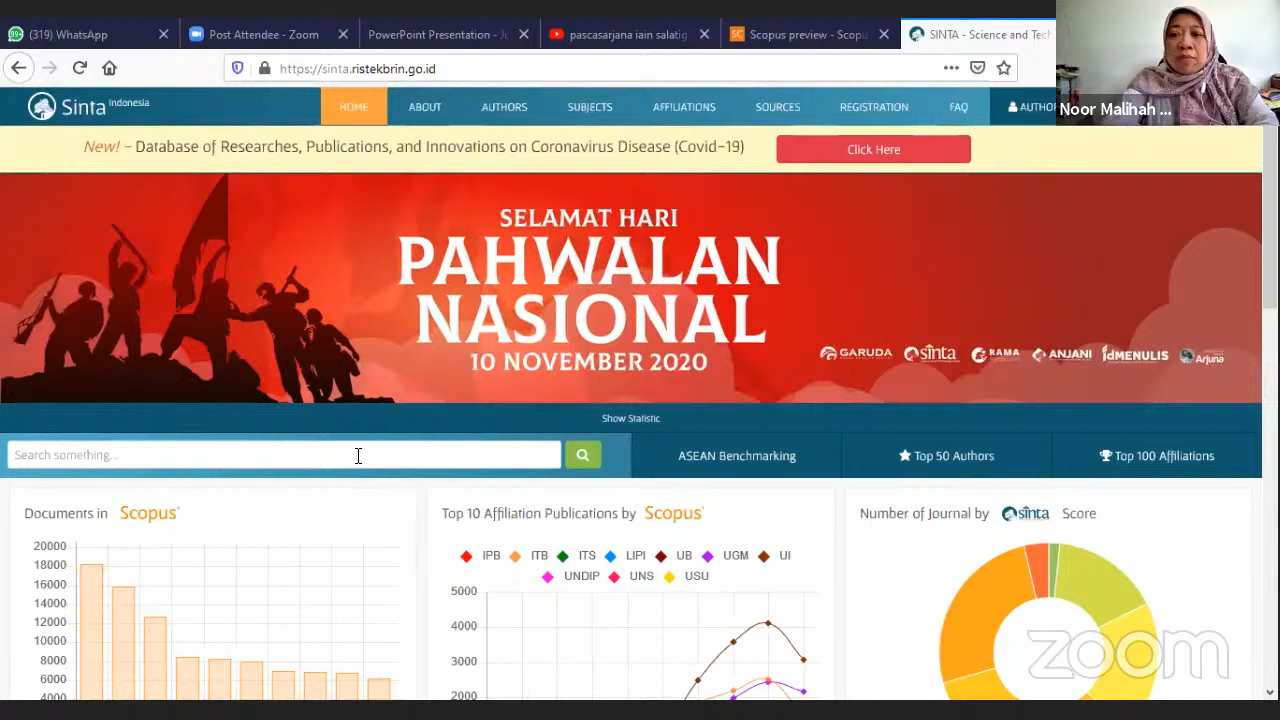 99+
(319) WhatsApp
Post Attendee - Zoom
PowerPoint Presentation -
pascasarjana iain salatig
SC
Scopus preview - Scopu
SINTA - Science and Tech
https://sinta.ristekbrin.go.id
Noor Malihah ...
Sinta Indonesia
HOME
ABOUT
AUTHORS
SUBJECTS
AFFILIATIONS
SOURCES
REGISTRATION
FAQ
AUTHO
New! - Database of Researches, Publications, and Innovations on Coronavirus Disease (Covid-19)
Click Here
SELAMAT HARI
PAHWALAN
NASIONAL
10 NOVEMBER 2020
GARUDA
sinta
RAMA
ANJANI
idMENULIS
Arjuna
Show Statistic
Search something...
ASEAN Benchmarking
Top 50 Authors
Top 100 Affiliations
Documents in Scopus
20000
18000
16000
14000
12000
10000
8000
6000
4000
Top 10 Affiliation Publications by Scopus
IPB
ITB
ITS
LIPI
UB
UGM
UI
UNDIP
UNS
USU
5000
4000
3000
2000
Number of Journal by sinta Score
zoom